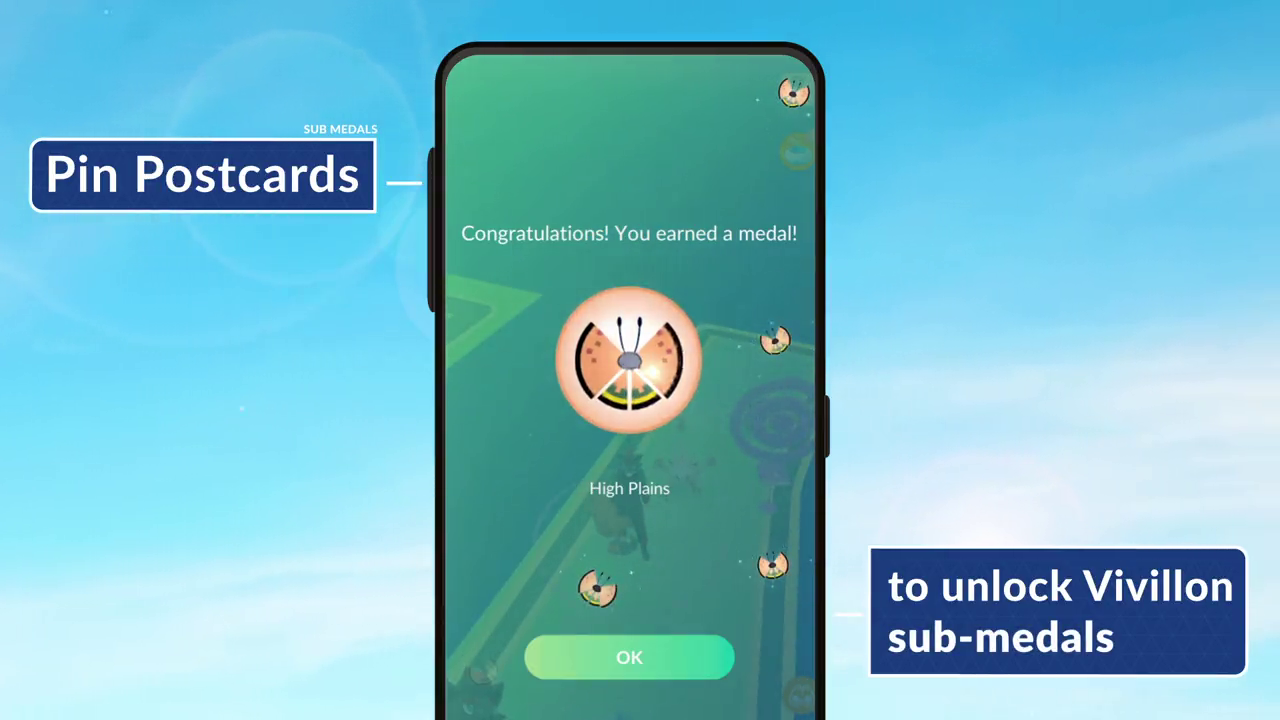 SUB MEDALS
Pin Postcards
Congratulations! You earned a medal!
High Plains
to unlock Vivillon
sub-medals
OK